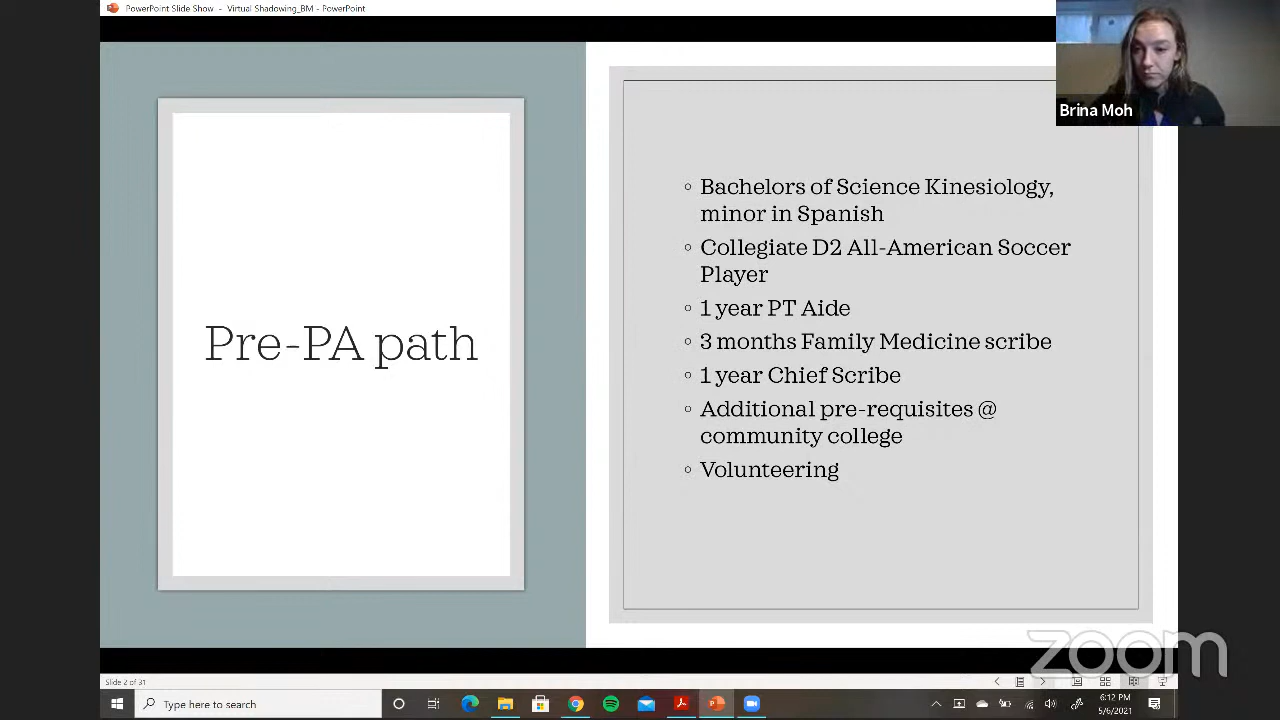 PowerPoint Slide Show - Virtual Shadowing_BM - PowerPoint
Brina Moh
Pre-PA path
Bachelors of Science Kinesiology,
minor in Spanish
Collegiate D2 All-American Soccer
Player
1 year PT Aide
3 months Family Medicine scribe
1 year Chief Scribe
Additional pre-requisites @
community college
Volunteering
zoom
Slide 2 of 31
Type here to search
6:12 PM
5/6/2021